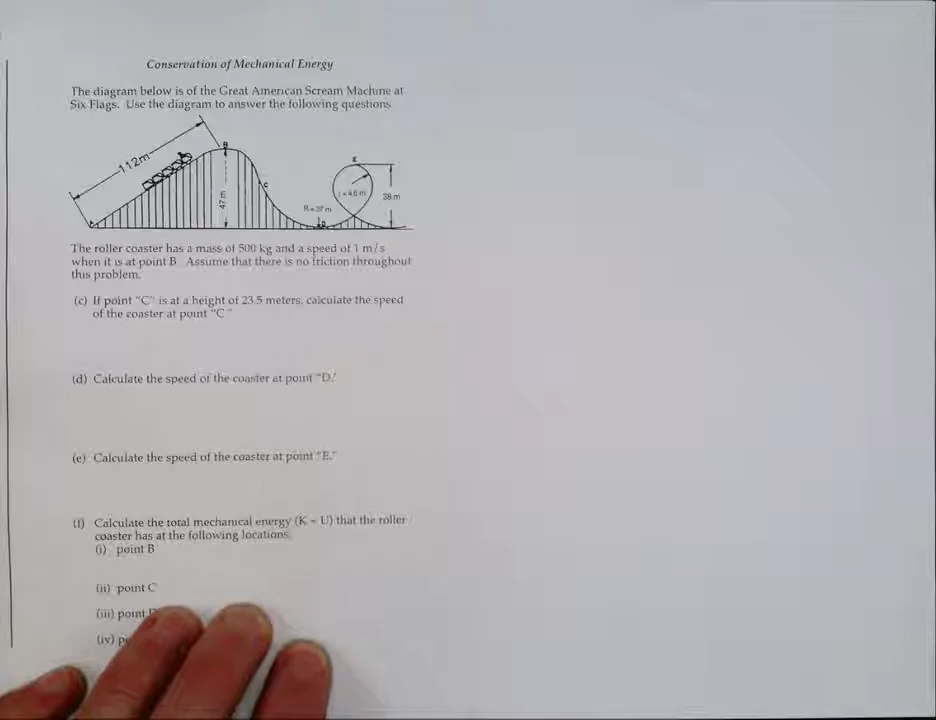 Conservation of Mechanical Energy
The diagram below is of the Great American Scream Machine at
Six Flags. Use the diagram to answer the following questions
112m
B
C
47 m
R=37m
D
E
r=4.6m
38m
A
The roller coaster has a mass of 500 kg and a speed of 1 m/s
when it is at point B Assume that there is no friction throughout
this problem.
(c) If point "C" is at a height of 23.5 meters, calculate the speed
of the coaster at point "C"
(d) Calculate the speed of the coaster at point "D."
(e) Calculate the speed of the coaster at point "E."
(f) Calculate the total mechanical energy (K + U) that the roller
coaster has at the following locations.
(i) point B
(ii) point C
(iii) point
(iv)